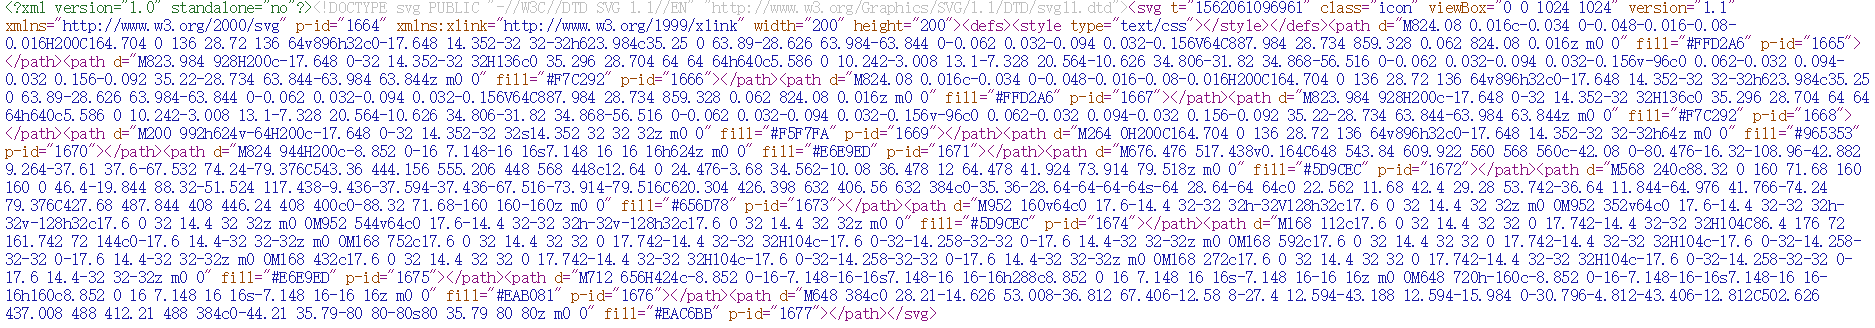 <?xml version="1.0" standalone="no"?><!DOCTYPE svg PUBLIC "-//W3C//DTD SVG 1.1//EN" "http://www.w3.org/Graphics/SVG/1.1/DTD/svg11.dtd"><svg t="1562061096961" class="icon" viewBox="0 0 1024 1024" version="1.1"
xmlns="http://www.w3.org/2000/svg" p-id="1664" xmlns:xlink="http://www.w3.org/1999/xlink" width="200" height="200"><defs><style type="text/css"></style></defs><path d="M824.08 0.016c-0.034 0-0.048-0.016-0.08-
0.016H200C164.704 0 136 28.72 136 64v896h32c0-17.648 14.352-32 32-32h623.984c35.25 0 63.89-28.626 63.984-63.844 0-0.062 0.032-0.094 0.032-0.156V64C887.984 28.734 859.328 0.062 824.08 0.016z m0 0" fill="#FFD2A6" p-id="1665">
</path><path d="M823.984 928H200c-17.648 0-32 14.352-32 32H136c0 35.296 28.704 64 64 64h640c5.586 0 10.242-3.008 13.1-7.328 20.564-10.626 34.806-31.82 34.868-56.516 0-0.062 0.032-0.094 0.032-0.156v-96c0 0.062-0.032 0.094-
0.032 0.156-0.092 35.22-28.734 63.844-63.984 63.844z m0 0" fill="#F7C292" p-id="1666"></path><path d="M824.08 0.016c-0.034 0-0.048-0.016-0.08-0.016H200C164.704 0 136 28.72 136 64v896h32c0-17.648 14.352-32 32-32h623.984c35.25
0 63.89-28.626 63.984-63.844 0-0.062 0.032-0.094 0.032-0.156V64C887.984 28.734 859.328 0.062 824.08 0.016z m0 0" fill="#FFD2A6" p-id="1667"></path><path d="M823.984 928H200c-17.648 0-32 14.352-32 32H136c0 35.296 28.704 64 64
64h640c5.586 0 10.242-3.008 13.1-7.328 20.564-10.626 34.806-31.82 34.868-56.516 0-0.062 0.032-0.094 0.032-0.156v-96c0 0.062-0.032 0.094-0.032 0.156-0.092 35.22-28.734 63.844-63.984 63.844z m0 0" fill="#F7C292" p-id="1668">
</path><path d="M200 992h624v-64H200c-17.648 0-32 14.352-32 32s14.352 32 32 32z m0 0" fill="#F5F7FA" p-id="1669"></path><path d="M264 0H200C164.704 0 136 28.72 136 64v896h32c0-17.648 14.352-32 32-32h64z m0 0" fill="#965353"
p-id="1670"></path><path d="M824 944H200c-8.852 0-16 7.148-16 16s7.148 16 16 16h624z m0 0" fill="#E6E9ED" p-id="1671"></path><path d="M676.476 517.438v0.164C648 543.84 609.922 560 568 560c-42.08 0-80.476-16.32-108.96-42.882
9.264-37.61 37.6-67.532 74.24-79.376C543.36 444.156 555.206 448 568 448c12.64 0 24.476-3.68 34.562-10.08 36.478 12 64.478 41.924 73.914 79.518z m0 0" fill="#5D9CEC" p-id="1672"></path><path d="M568 240c88.32 0 160 71.68 160
160 0 46.4-19.844 88.32-51.524 117.438-9.436-37.594-37.436-67.516-73.914-79.516C620.304 426.398 632 406.56 632 384c0-35.36-28.64-64-64-64s-64 28.64-64 64c0 22.562 11.68 42.4 29.28 53.742-36.64 11.844-64.976 41.766-74.24
79.376C427.68 487.844 408 446.24 408 400c0-88.32 71.68-160 160-160z m0 0" fill="#656D78" p-id="1673"></path><path d="M952 160v64c0 17.6-14.4 32-32 32h-32V128h32c17.6 0 32 14.4 32 32z m0 0M952 352v64c0 17.6-14.4 32-32 32h-
32v-128h32c17.6 0 32 14.4 32 32z m0 0M952 544v64c0 17.6-14.4 32-32 32h-32v-128h32c17.6 0 32 14.4 32 32z m0 0" fill="#5D9CEC" p-id="1674"></path><path d="M168 112c17.6 0 32 14.4 32 32 0 17.742-14.4 32-32 32H104C86.4 176 72
161.742 72 144c0-17.6 14.4-32 32-32z m0 0M168 752c17.6 0 32 14.4 32 32 0 17.742-14.4 32-32 32H104c-17.6 0-32-14.258-32-32 0-17.6 14.4-32 32-32z m0 0M168 592c17.6 0 32 14.4 32 32 0 17.742-14.4 32-32 32H104c-17.6 0-32-14.258-
32-32 0-17.6 14.4-32 32-32z m0 0M168 432c17.6 0 32 14.4 32 32 0 17.742-14.4 32-32 32H104c-17.6 0-32-14.258-32-32 0-17.6 14.4-32 32-32z m0 0M168 272c17.6 0 32 14.4 32 32 0 17.742-14.4 32-32 32H104c-17.6 0-32-14.258-32-32 0-
17.6 14.4-32 32-32z m0 0" fill="#E6E9ED" p-id="1675"></path><path d="M712 656H424c-8.852 0-16-7.148-16-16s7.148-16 16-16h288c8.852 0 16 7.148 16 16s-7.148 16-16 16z m0 0M648 720h-160c-8.852 0-16-7.148-16-16s7.148-16 16-
16h160c8.852 0 16 7.148 16 16s-7.148 16-16 16z m0 0" fill="#EAB081" p-id="1676"></path><path d="M648 384c0 28.21-14.626 53.008-36.812 67.406-12.58 8-27.4 12.594-43.188 12.594-15.984 0-30.796-4.812-43.406-12.812C502.626
437.008 488 412.21 488 384c0-44.21 35.79-80 80-80s80 35.79 80 80z m0 0" fill="#EAC6BB" p-id="1677"></path></svg>